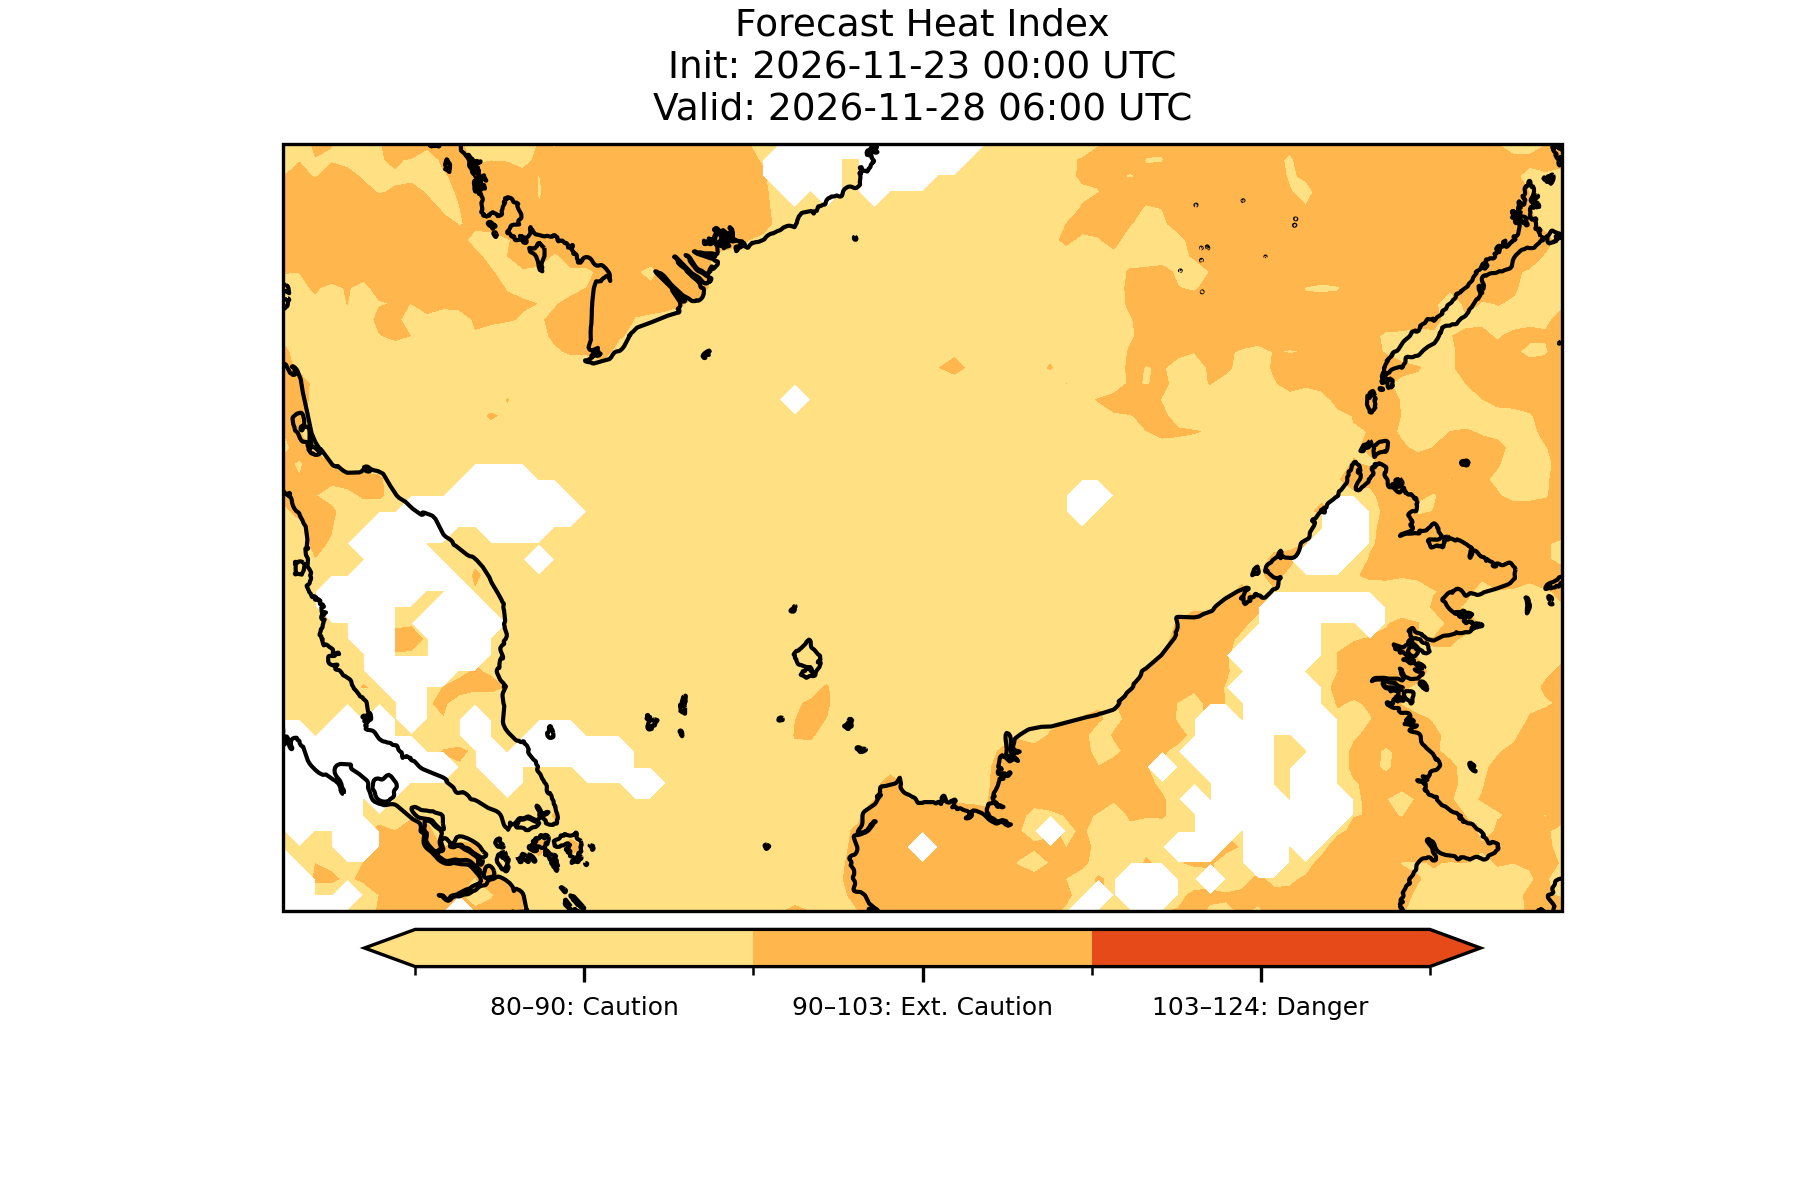 Forecast Heat Index
Init: 2026-11-23 00:00 UTC
Valid: 2026-11-28 06:00 UTC
80–90: Caution
90–103: Ext. Caution
103–124: Danger